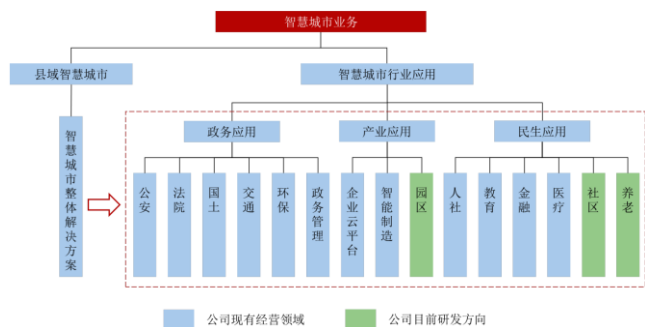 智慧城市业务
县域智慧城市
智慧城市行业应用
智慧城市整体解决方案
政务应用
产业应用
民生应用
公安
法院
国土
交通
环保
政务管理
企业云平台
智能制造
园区
人社
教育
金融
医疗
社区
养老
公司现有经营领域
公司目前研发方向